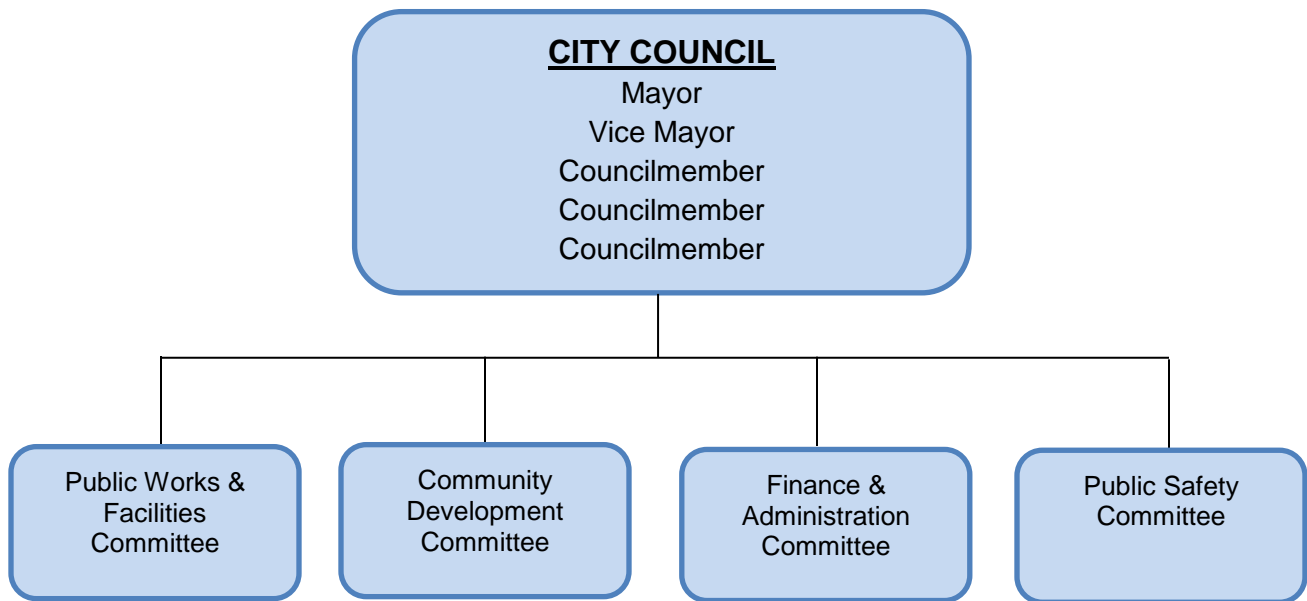 CITY COUNCIL
Mayor
Vice Mayor
Councilmember
Councilmember
Councilmember
Public Works &
Facilities
Committee
Community
Development
Committee
Finance &
Administration
Committee
Public Safety
Committee